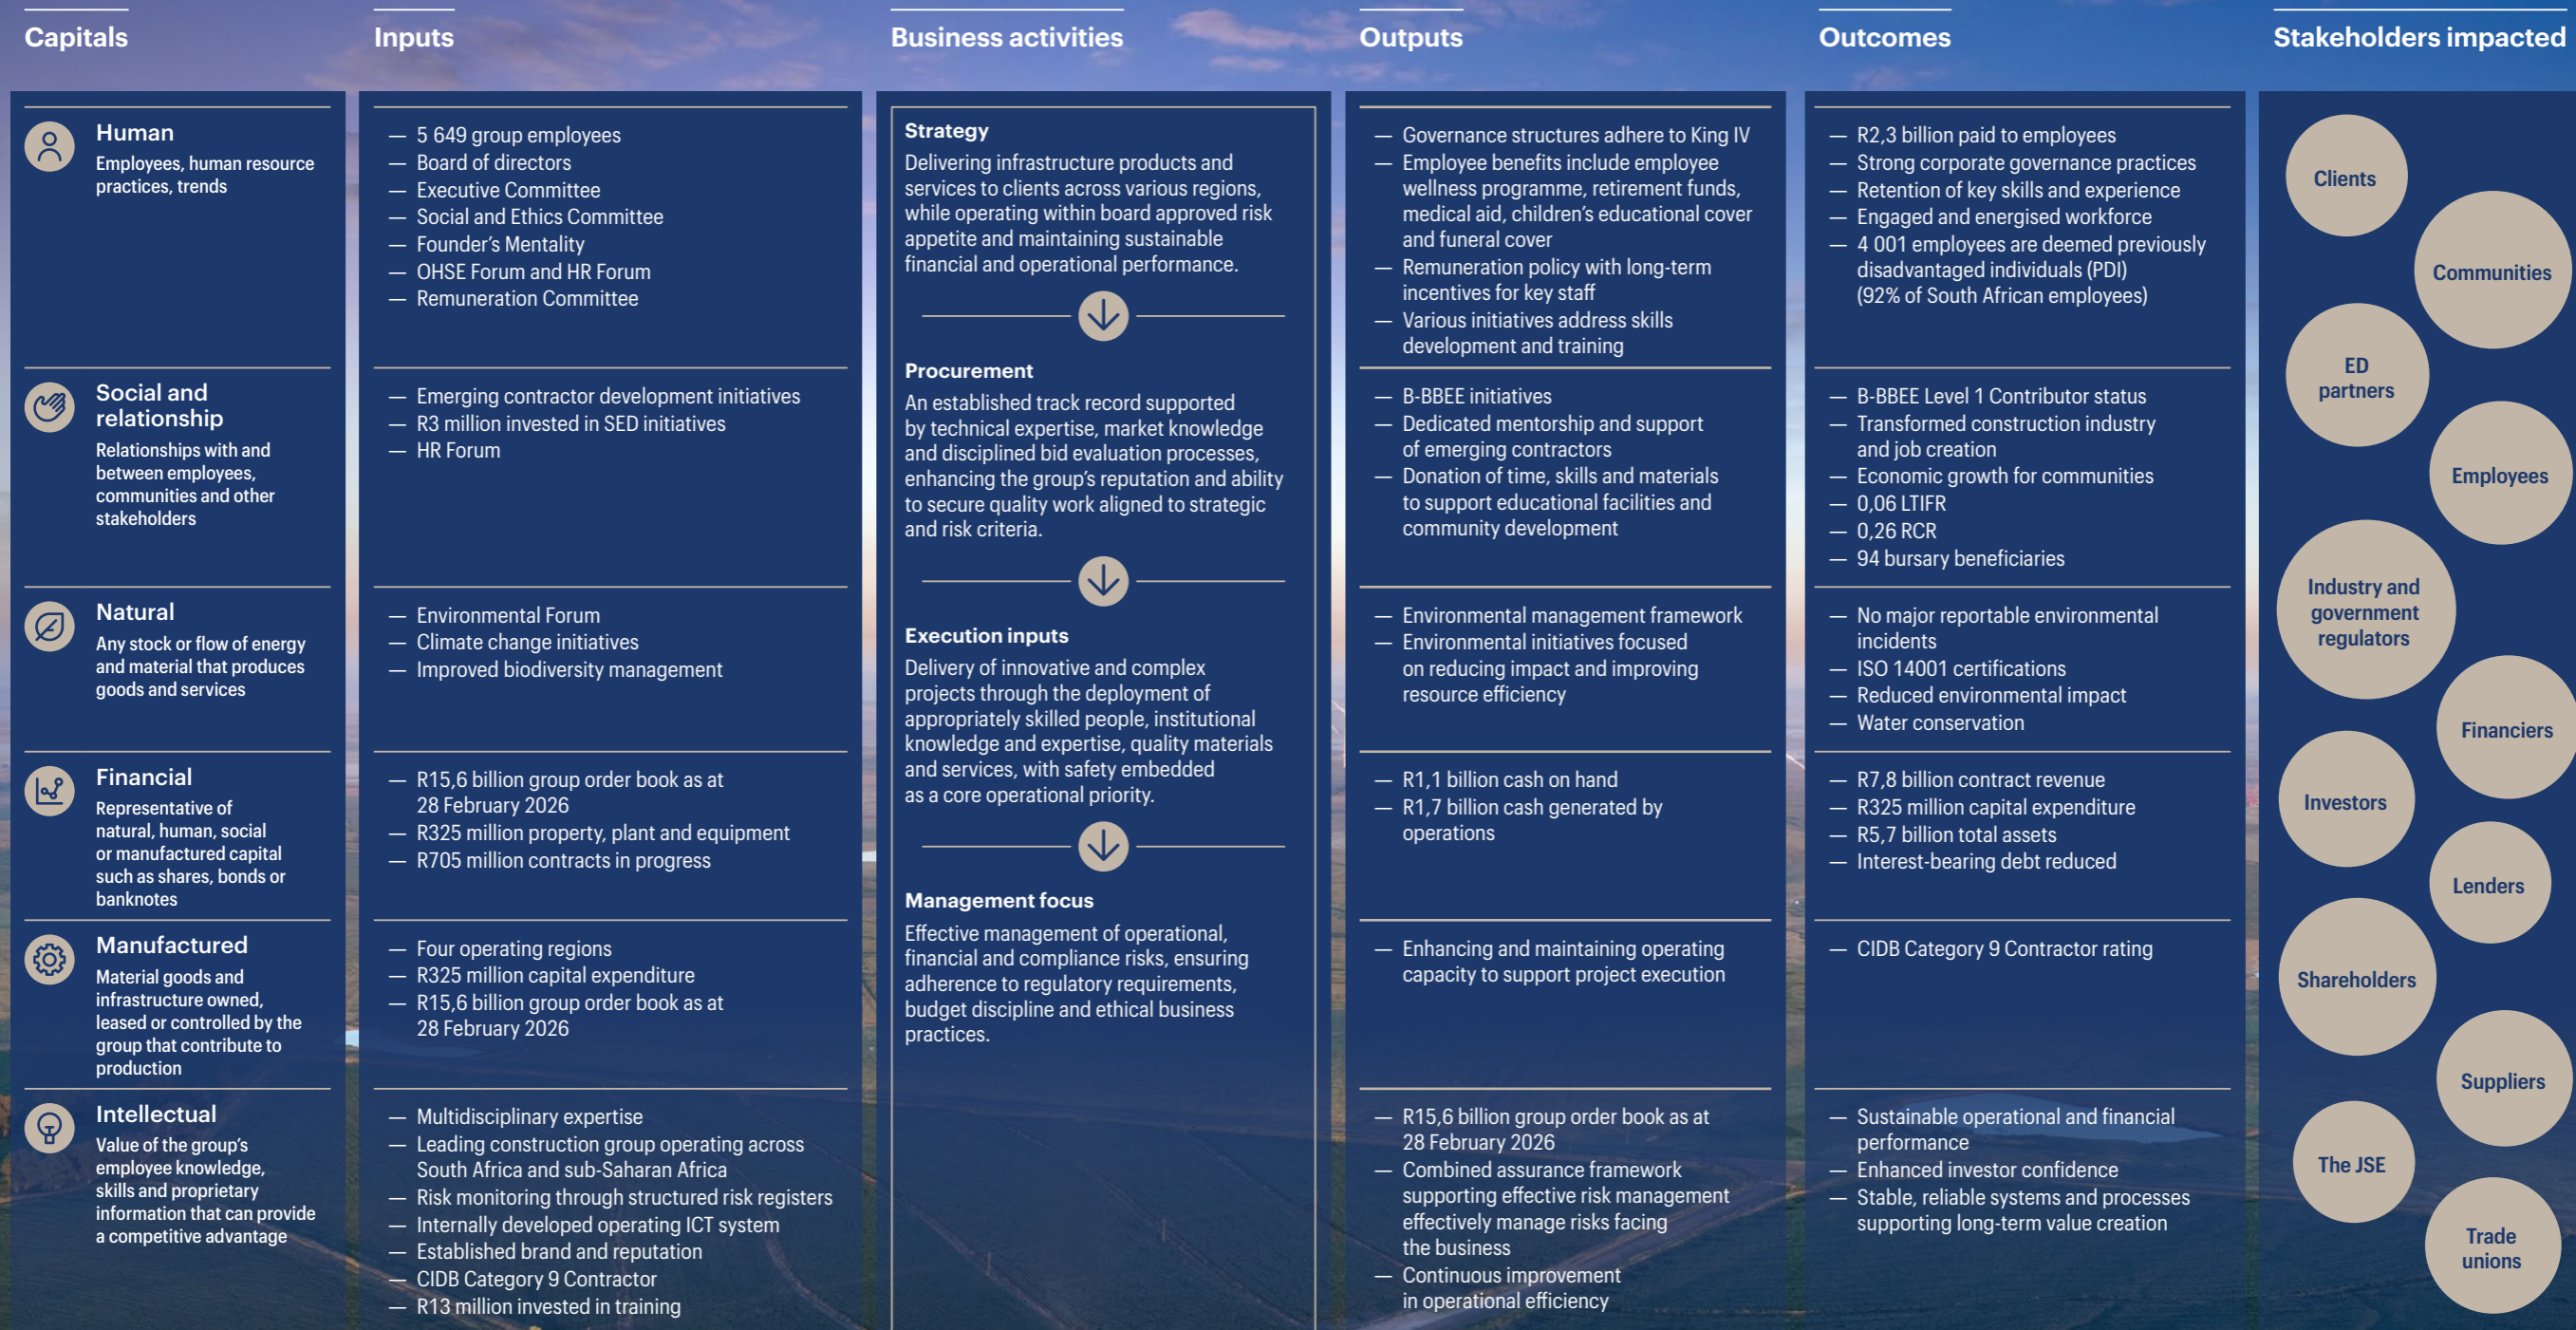 Capitals
Inputs
Business activities
Outputs
Outcomes
Stakeholders impacted
Human
Employees, human resource
practices, trends
— 5 649 group employees
— Board of directors
— Executive Committee
— Social and Ethics Committee
— Founder’s Mentality
— OHSE Forum and HR Forum
— Remuneration Committee
— Governance structures adhere to King IV
— Employee benefits include employee
wellness programme, retirement funds,
medical aid, children’s educational cover
and funeral cover
— Remuneration policy with long-term
incentives for key staff
— Various initiatives address skills
development and training
— R2,3 billion paid to employees
— Strong corporate governance practices
— Retention of key skills and experience
— Engaged and energised workforce
— 4 001 employees are deemed previously
disadvantaged individuals (PDI)
(92% of South African employees)
Social and
relationship
Relationships with and
between employees,
communities and other
stakeholders
— Emerging contractor development initiatives
— R3 million invested in SED initiatives
— HR Forum
— B-BBEE initiatives
— Dedicated mentorship and support
of emerging contractors
— Donation of time, skills and materials
to support educational facilities and
community development
— B-BBEE Level 1 Contributor status
— Transformed construction industry
and job creation
— Economic growth for communities
— 0,06 LTIFR
— 0,26 RCR
— 94 bursary beneficiaries
Natural
Any stock or flow of energy
and material that produces
goods and services
— Environmental Forum
— Climate change initiatives
— Improved biodiversity management
— Environmental management framework
— Environmental initiatives focused
on reducing impact and improving
resource efficiency
— No major reportable environmental
incidents
— ISO 14001 certifications
— Reduced environmental impact
— Water conservation
Financial
Representative of
natural, human, social
or manufactured capital
such as shares, bonds or
banknotes
— R15,6 billion group order book as at
28 February 2026
— R325 million property, plant and equipment
— R705 million contracts in progress
— R1,1 billion cash on hand
— R1,7 billion cash generated by
operations
— R7,8 billion contract revenue
— R325 million capital expenditure
— R5,7 billion total assets
— Interest-bearing debt reduced
Manufactured
Material goods and
infrastructure owned,
leased or controlled by the
group that contribute to
production
— Four operating regions
— R325 million capital expenditure
— R15,6 billion group order book as at
28 February 2026
— Enhancing and maintaining operating
capacity to support project execution
— CIDB Category 9 Contractor rating
Intellectual
Value of the group’s
employee knowledge,
skills and proprietary
information that can provide
a competitive advantage
— Multidisciplinary expertise
— Leading construction group operating across
South Africa and sub-Saharan Africa
— Risk monitoring through structured risk registers
— Internally developed operating ICT system
— Established brand and reputation
— CIDB Category 9 Contractor
— R13 million invested in training
— R15,6 billion group order book as at
28 February 2026
— Combined assurance framework
supporting effective risk management
effectively manage risks facing
the business
— Continuous improvement
in operational efficiency
— Sustainable operational and financial
performance
— Enhanced investor confidence
— Stable, reliable systems and processes
supporting long-term value creation
Strategy
Delivering infrastructure products and
services to clients across various regions,
while operating within board approved risk
appetite and maintaining sustainable
financial and operational performance.
Procurement
An established track record supported
by technical expertise, market knowledge
and disciplined bid evaluation processes,
enhancing the group’s reputation and ability
to secure quality work aligned to strategic
and risk criteria.
Execution inputs
Delivery of innovative and complex
projects through the deployment of
appropriately skilled people, institutional
knowledge and expertise, quality materials
and services, with safety embedded
as a core operational priority.
Management focus
Effective management of operational,
financial and compliance risks, ensuring
adherence to regulatory requirements,
budget discipline and ethical business
practices.
Clients
Communities
ED
partners
Employees
Industry and
government
regulators
Financiers
Investors
Lenders
Shareholders
Suppliers
The JSE
Trade
unions